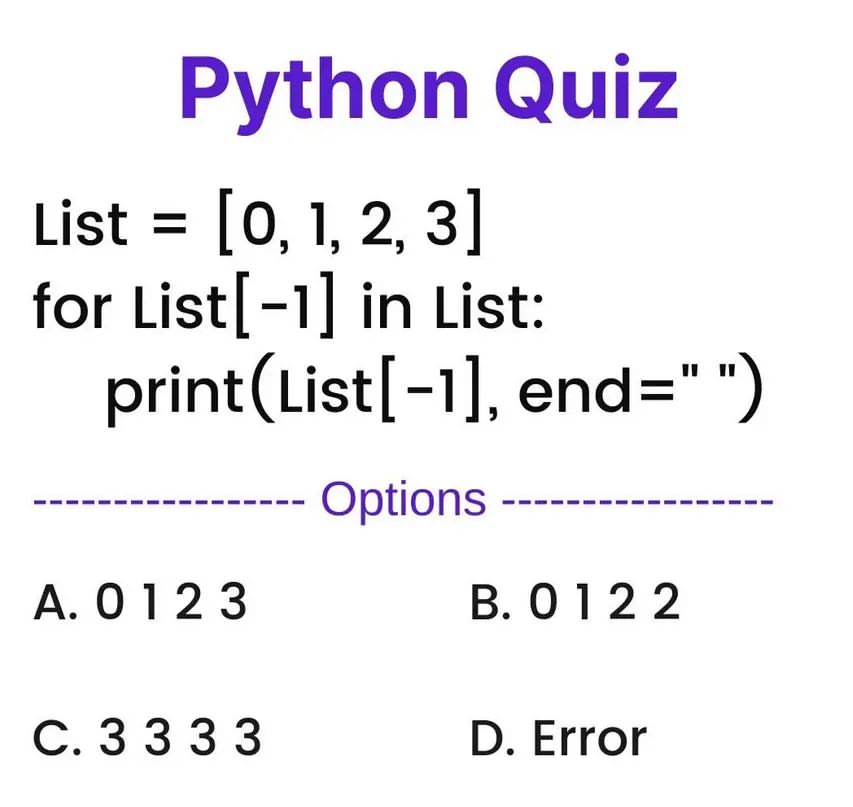 Python Quiz
List = [0, 1, 2, 3]
for List[-1] in List:
    print(List[-1], end=" ")
----------------- Options -----------------
A. 0 1 2 3
B. 0 1 2 2
C. 3 3 3 3
D. Error